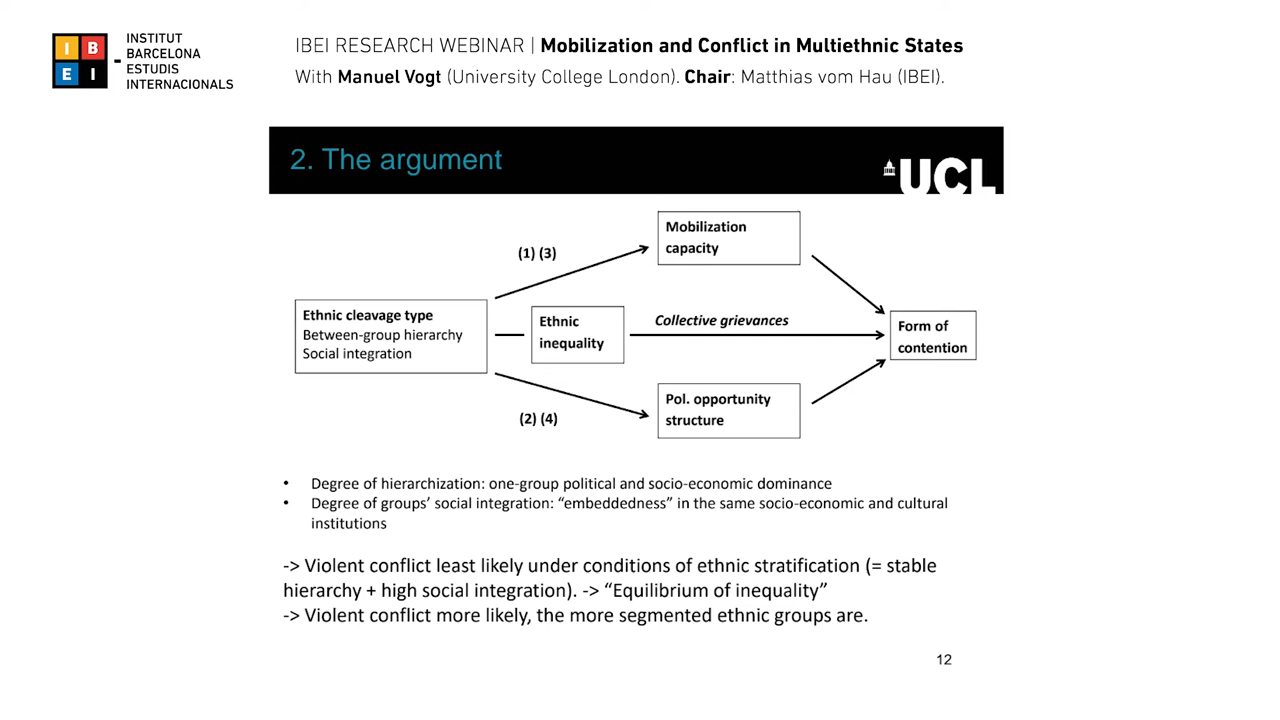 I B E I
INSTITUT
BARCELONA
ESTUDIS
INTERNACIONALS
IBEI RESEARCH WEBINAR | Mobilization and Conflict in Multiethnic States
With Manuel Vogt (University College London). Chair: Matthias vom Hau (IBEI).
2. The argument
UCL
Mobilization
capacity
(1) (3)
Ethnic cleavage type
Between-group hierarchy
Social integration
Ethnic
inequality
Collective grievances
Form of
contention
Pol. opportunity
structure
(2) (4)
• Degree of hierarchization: one-group political and socio-economic dominance
• Degree of groups’ social integration: “embeddedness” in the same socio-economic and cultural
institutions
-> Violent conflict least likely under conditions of ethnic stratification (= stable
hierarchy + high social integration). -> “Equilibrium of inequality”
-> Violent conflict more likely, the more segmented ethnic groups are.
12